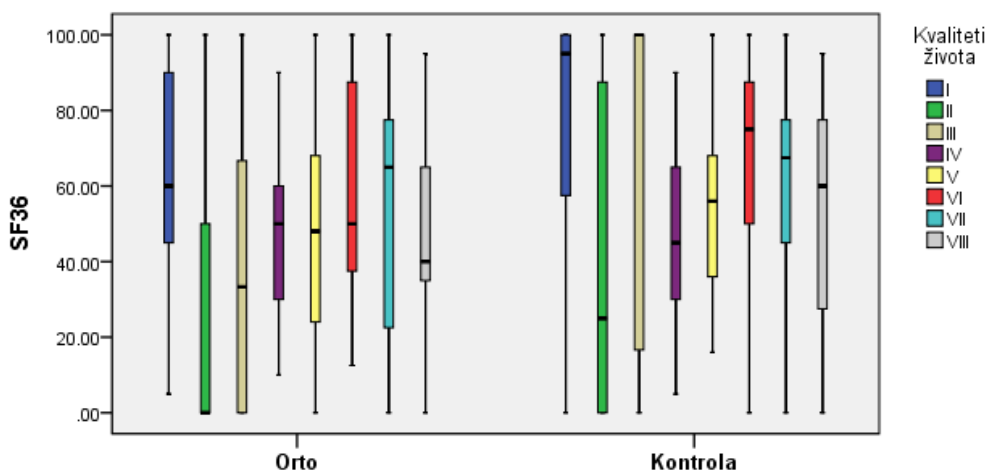 SF36
100.00
80.00
60.00
40.00
20.00
.00
Orto
Kontrola
Kvaliteti
života
I
II
III
IV
V
VI
VII
VIII